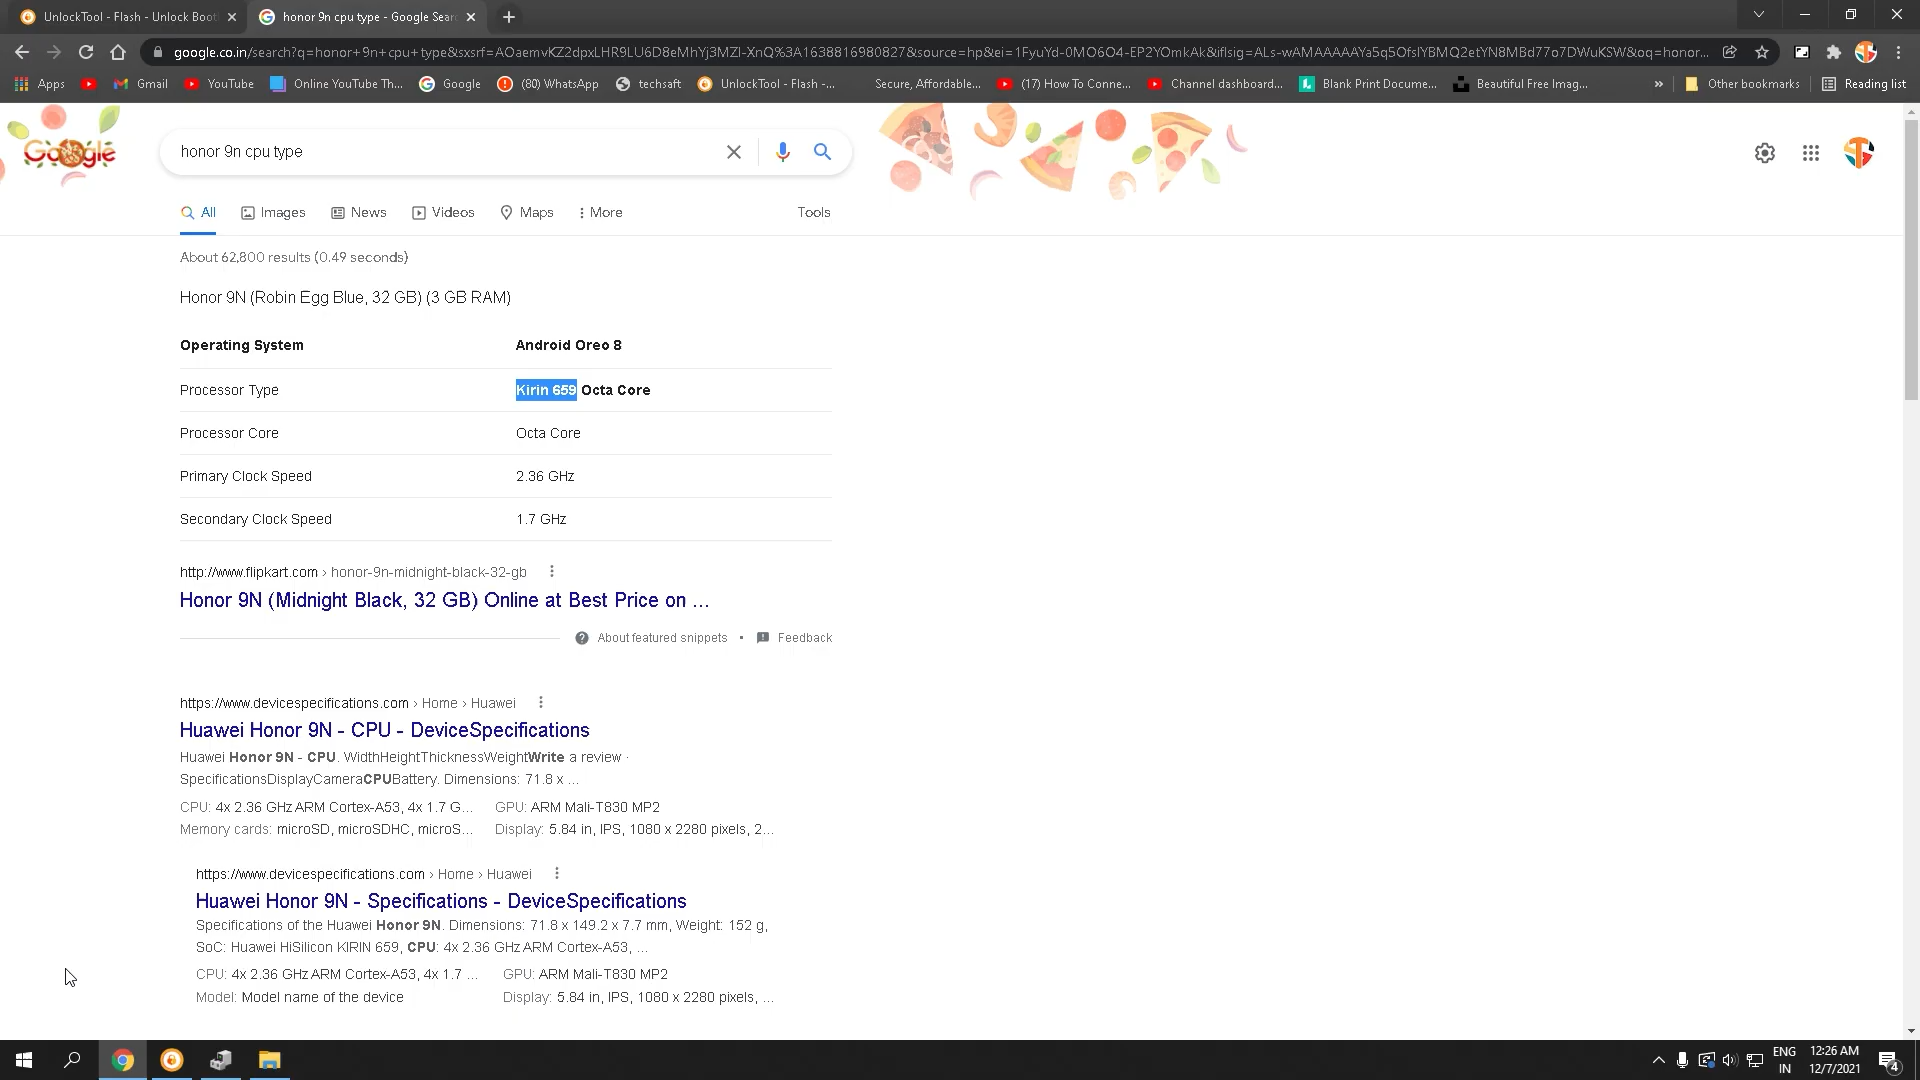 UnlockTool - Flash - Unlock Boot
honor 9n cpu type - Google Searc
google.co.in/search?q=honor+9n+cpu+type&sxsrf=AOaemvKZ2dpxLHR9LU6D8eMhYj3MZI-XnQ%3A1638816980827&source=hp&ei=1FyuYd-0MO6O4-EP2YOmkAk&iflsig=ALs-wAMAAAAAYa5q5OfsIYBMQ2etYN8MBd77o7DWuKSW&oq=honor...
Apps
Gmail
YouTube
Online YouTube Th...
Google
(80) WhatsApp
techsaft
UnlockTool - Flash -...
Secure, Affordable...
(17) How To Conne...
Channel dashboard...
Blank Print Docume...
Beautiful Free Imag...
»
Other bookmarks
Reading list
Google
honor 9n cpu type
All
Images
News
Videos
Maps
More
Tools
About 62,800 results (0.49 seconds)
Honor 9N (Robin Egg Blue, 32 GB) (3 GB RAM)
Operating System Android Oreo 8
Processor Type Kirin 659 Octa Core
Processor Core Octa Core
Primary Clock Speed 2.36 GHz
Secondary Clock Speed 1.7 GHz
http://www.flipkart.com › honor-9n-midnight-black-32-gb
Honor 9N (Midnight Black, 32 GB) Online at Best Price on ...
About featured snippets • Feedback
https://www.devicespecifications.com › Home › Huawei
Huawei Honor 9N - CPU - DeviceSpecifications
Huawei Honor 9N - CPU. WidthHeightThicknessWeightWrite a review ·
SpecificationsDisplayCameraCPUBattery. Dimensions: 71.8 x ...
CPU: 4x 2.36 GHz ARM Cortex-A53, 4x 1.7 G... GPU: ARM Mali-T830 MP2
Memory cards: microSD, microSDHC, microS... Display: 5.84 in, IPS, 1080 x 2280 pixels, 2...
https://www.devicespecifications.com › Home › Huawei
Huawei Honor 9N - Specifications - DeviceSpecifications
Specifications of the Huawei Honor 9N. Dimensions: 71.8 x 149.2 x 7.7 mm, Weight: 152 g,
SoC: Huawei HiSilicon KIRIN 659, CPU: 4x 2.36 GHz ARM Cortex-A53, ...
CPU: 4x 2.36 GHz ARM Cortex-A53, 4x 1.7 ... GPU: ARM Mali-T830 MP2
Model: Model name of the device Display: 5.84 in, IPS, 1080 x 2280 pixels, ...
ENG
IN
12:26 AM
12/7/2021
4